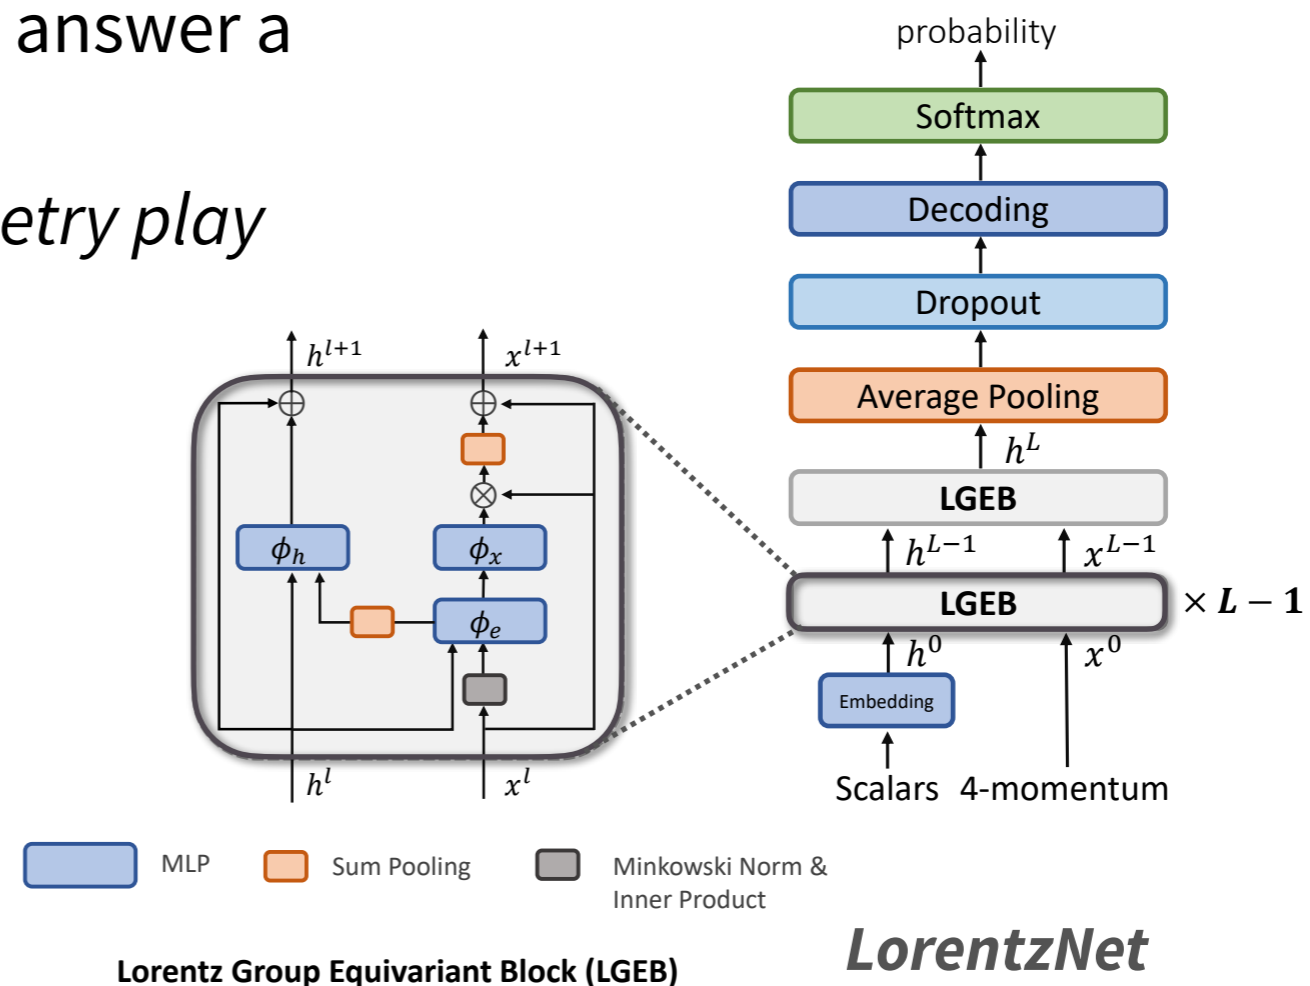 answer a
etry play
probability
Softmax
Decoding
Dropout
Average Pooling
h^L
LGEB
h^{L-1} x^{L-1}
LGEB × L − 1
h^0 x^0
Embedding
Scalars 4-momentum
h^{l+1} x^{l+1}
ϕ_h ϕ_x
ϕ_e
h^l x^l
MLP Sum Pooling Minkowski Norm &
Inner Product
Lorentz Group Equivariant Block (LGEB)
LorentzNet